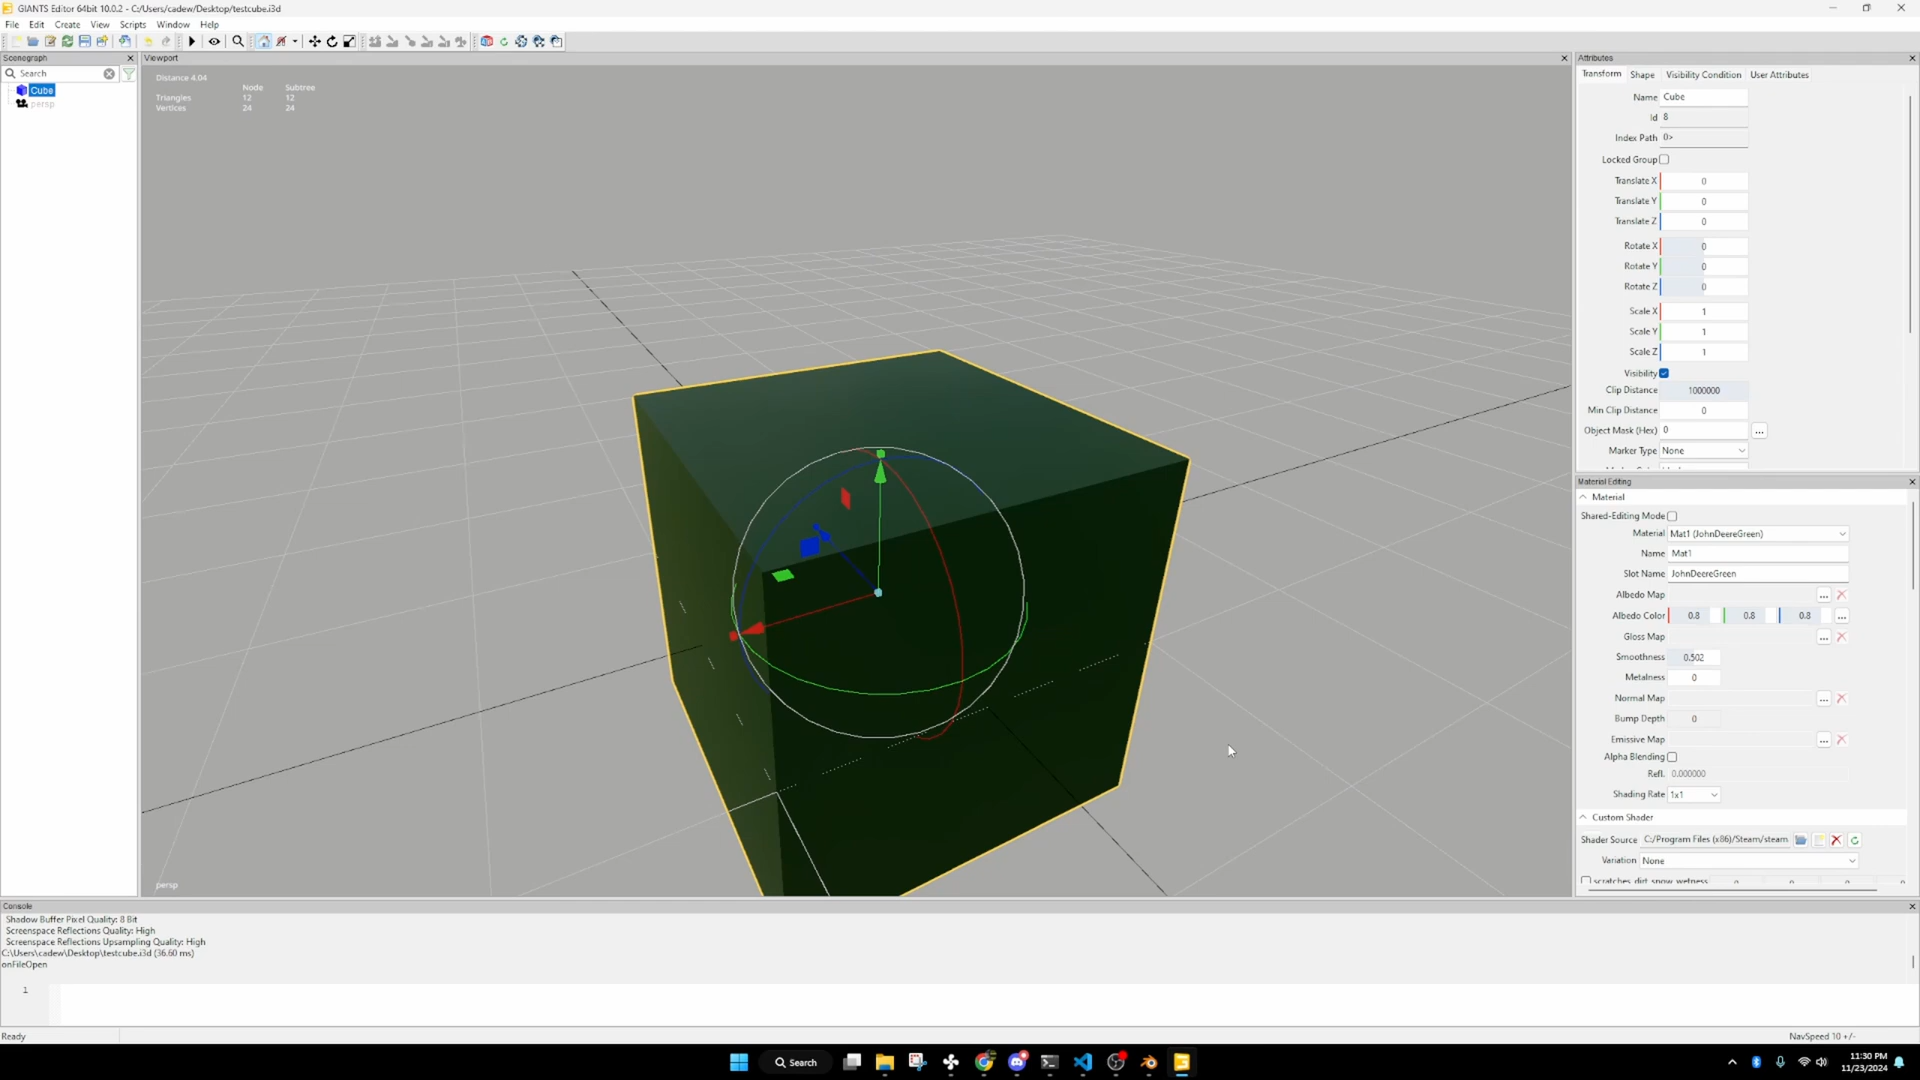 GIANTS Editor 64bit 10.0.2 - C:/Users/cadew/Desktop/testcube.i3d
File Edit Create View Scripts Window Help
Scenegraph
Search
Cube
persp
Viewport
Distance 4.04
Node Subtree
Triangles 12 12
Vertices 24 24
persp
Attributes
Transform Shape Visibility Condition User Attributes
Name Cube
Id 8
Index Path 0>
Locked Group
Translate X 0
Translate Y 0
Translate Z 0
Rotate X 0
Rotate Y 0
Rotate Z 0
Scale X 1
Scale Y 1
Scale Z 1
Visibility
Clip Distance 1000000
Min Clip Distance 0
Object Mask (Hex) 0 ...
Marker Type None
Material Editing
Material
Shared-Editing Mode
Material Mat1 (JohnDeereGreen)
Name Mat1
Slot Name JohnDeereGreen
Albedo Map ...
Albedo Color 0.8 0.8 0.8 ...
Gloss Map ...
Smoothness 0.502
Metalness 0
Normal Map ...
Bump Depth 0
Emissive Map ...
Alpha Blending
Refl. 0.000000
Shading Rate 1x1
Custom Shader
Shader Source C:/Program Files (x86)/Steam/steam
Variation None
scratches_dirt_snow_wetness 0 0 0 0
Console
Shadow Buffer Pixel Quality: 8 Bit
Screenspace Reflections Quality: High
Screenspace Reflections Upsampling Quality: High
C:\Users\cadew\Desktop\testcube.i3d (36.60 ms)
onFileOpen
1
Ready
NavSpeed 10 +/-
Search
11:30 PM
11/23/2024